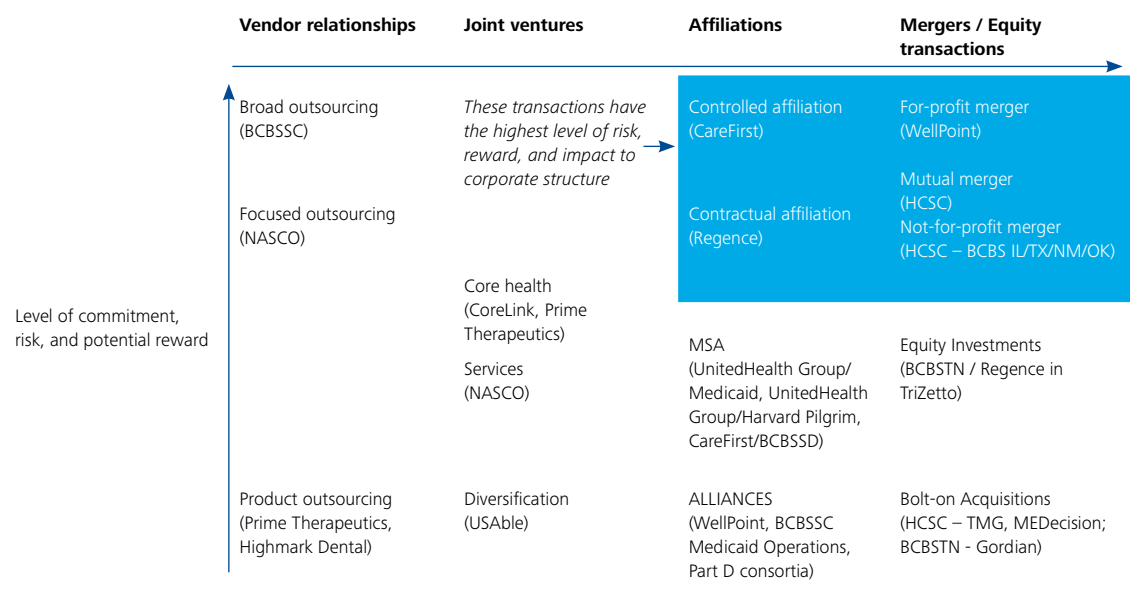 Vendor relationships
Joint ventures
Affiliations
Mergers / Equity
transactions
Level of commitment,
risk, and potential reward
Broad outsourcing
(BCBSSC)
Focused outsourcing
(NASCO)
Product outsourcing
(Prime Therapeutics,
Highmark Dental)
These transactions have
the highest level of risk,
reward, and impact to
corporate structure
Core health
(CoreLink, Prime
Therapeutics)
Services
(NASCO)
Diversification
(USAble)
Controlled affiliation
(CareFirst)
Contractual affiliation
(Regence)
MSA
(UnitedHealth Group/
Medicaid, UnitedHealth
Group/Harvard Pilgrim,
CareFirst/BCBSSD)
ALLIANCES
(WellPoint, BCBSSC
Medicaid Operations,
Part D consortia)
For-profit merger
(WellPoint)
Mutual merger
(HCSC)
Not-for-profit merger
(HCSC – BCBS IL/TX/NM/OK)
Equity Investments
(BCBSTN / Regence in
TriZetto)
Bolt-on Acquisitions
(HCSC – TMG, MEDecision;
BCBSTN - Gordian)